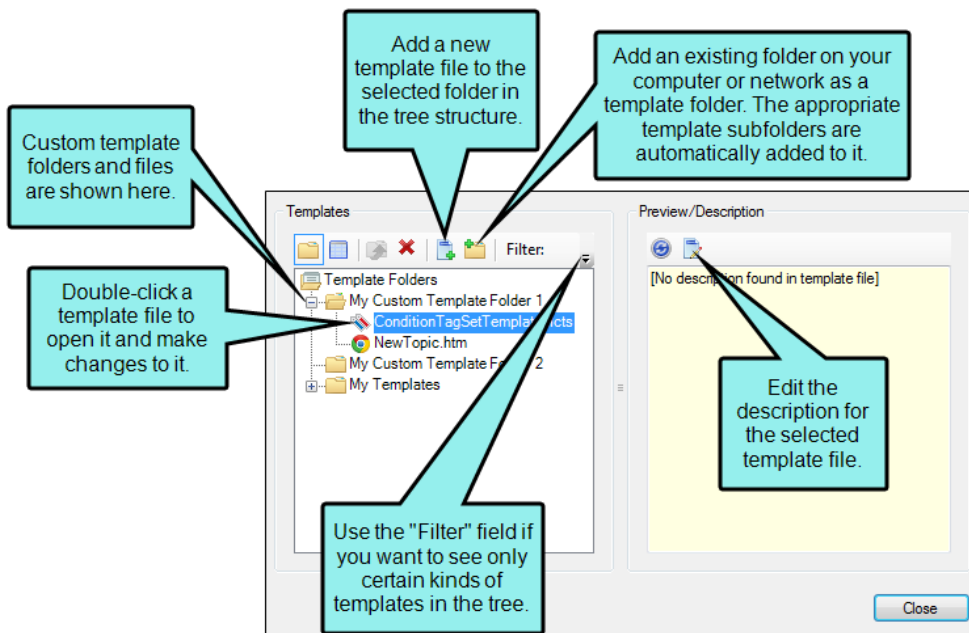 Add a new
template file to the
selected folder in
the tree structure.
Add an existing folder on your
computer or network as a
template folder. The appropriate
template subfolders are
automatically added to it.
Custom template
folders and files
are shown here.
Templates
Preview/Description
Filter:
[No description found in template file]
Template Folders
My Custom Template Folder 1
Double-click a
template file to
open it and make
changes to it.
NewTopic.htm
My Custom Template 2
My Templates
Edit the
description for
the selected
template file.
Use the "Filter" field if
you want to see only
certain kinds of
templates in the tree.
Close